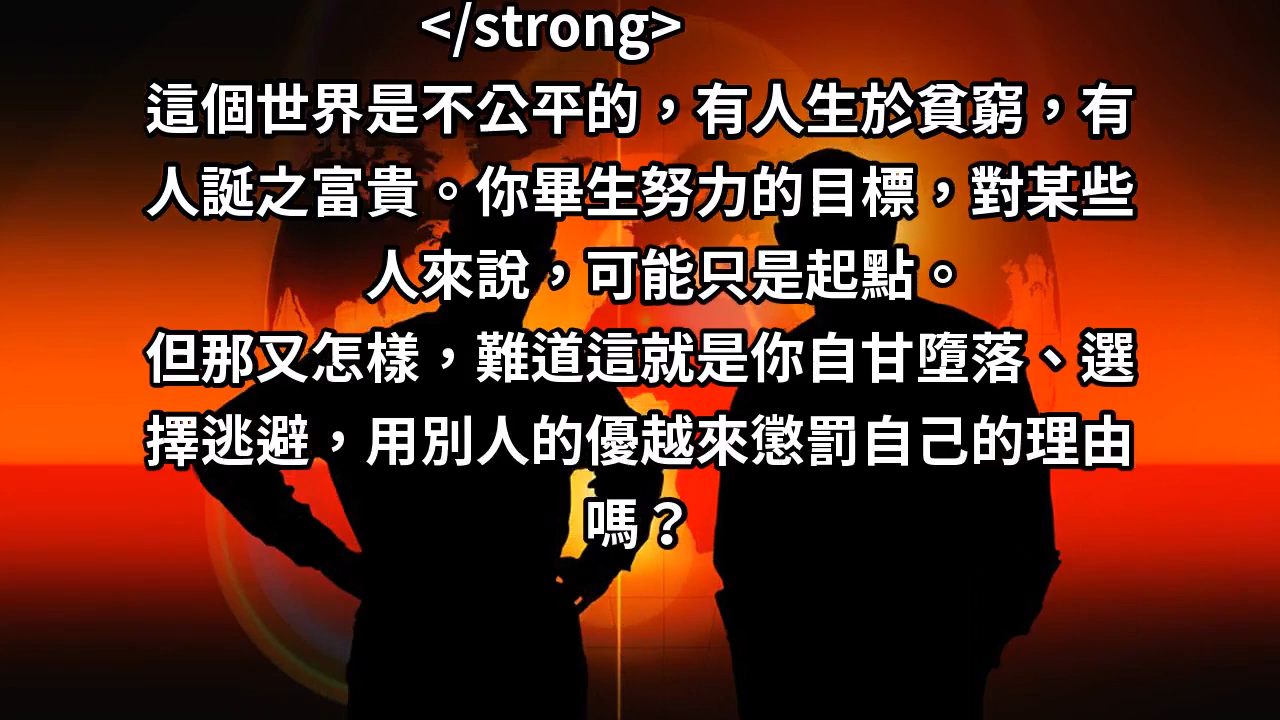 </strong>
這個世界是不公平的，有人生於貧窮，有
人誕之富貴。你畢生努力的目標，對某些
人來說，可能只是起點。
但那又怎樣，難道這就是你自甘墮落、選
擇逃避，用別人的優越來懲罰自己的理由
嗎？